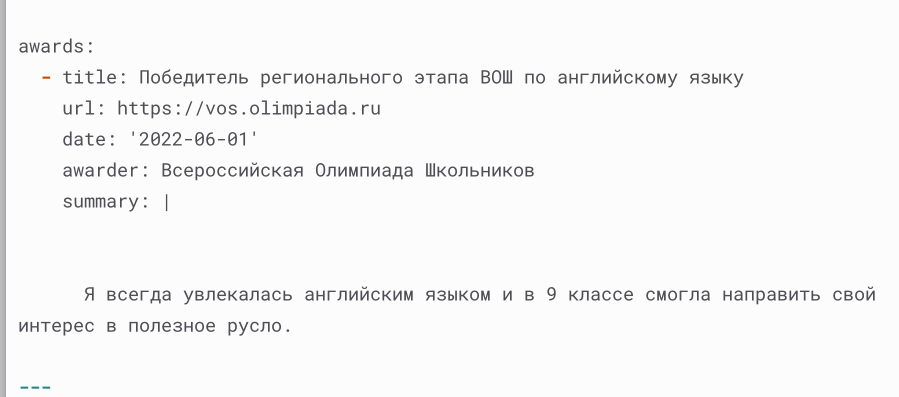 awards:
- title: Победитель регионального этапа ВОШ по английскому языку
url: https://vos.olimpiada.ru
date: '2022-06-01'
awarder: Всероссийская Олимпиада Школьников
summary: |
Я всегда увлекалась английским языком и в 9 классе смогла направить свой
интерес в полезное русло.
---